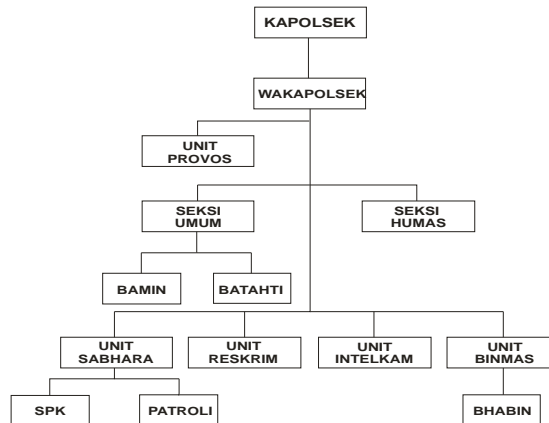 KAPOLSEK
WAKAPOLSEK
UNIT
PROVOS
SEKSI
UMUM
SEKSI
HUMAS
BAMIN
BATAHTI
UNIT
SABHARA
UNIT
RESKRIM
UNIT
INTELKAM
UNIT
BINMAS
SPK
PATROLI
BHABIN